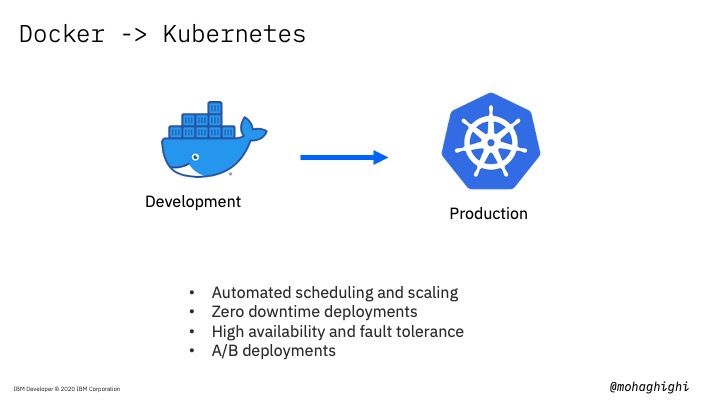 Docker -> Kubernetes
Development
Production
• Automated scheduling and scaling
• Zero downtime deployments
• High availability and fault tolerance
• A/B deployments
IBM Developer © 2020 IBM Corporation
@mohaghighi